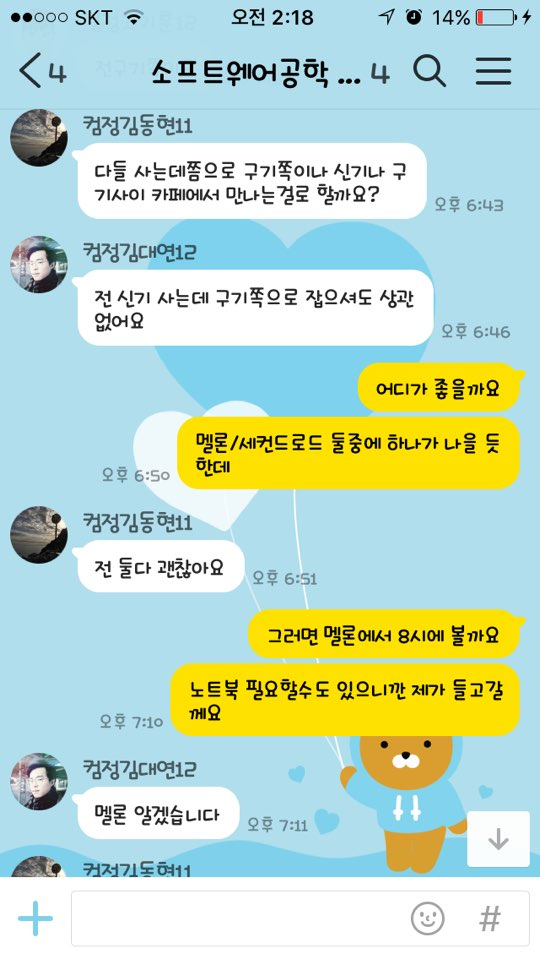 SKT 오전 2:18 14%
4 소프트웨어공학 ... 4
컴정김동현11
다들 사는데쯤으로 구기쪽이나 신기나 구
기사이 카페에서 만나는걸로 할까요?
오후 6:43
컴정김대연12
전 신기 사는데 구기쪽으로 잡으셔도 상관
없어요
오후 6:46
어디가 좋을까요
멜론/세컨드로드 둘중에 하나가 나을 듯
한데
오후 6:50
컴정김동현11
전 둘다 괜찮아요
오후 6:51
그러면 멜론에서 8시에 볼까요
노트북 필요할수도 있으니깐 제가 들고갈
께요
오후 7:10
컴정김대연12
멜론 알겠습니다
오후 7:11
컴정김동현11
#